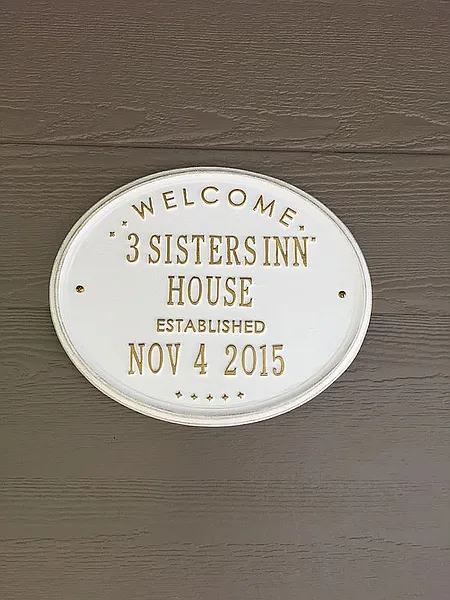 WELCOME
3 SISTERS INN
HOUSE
ESTABLISHED
NOV 4 2015